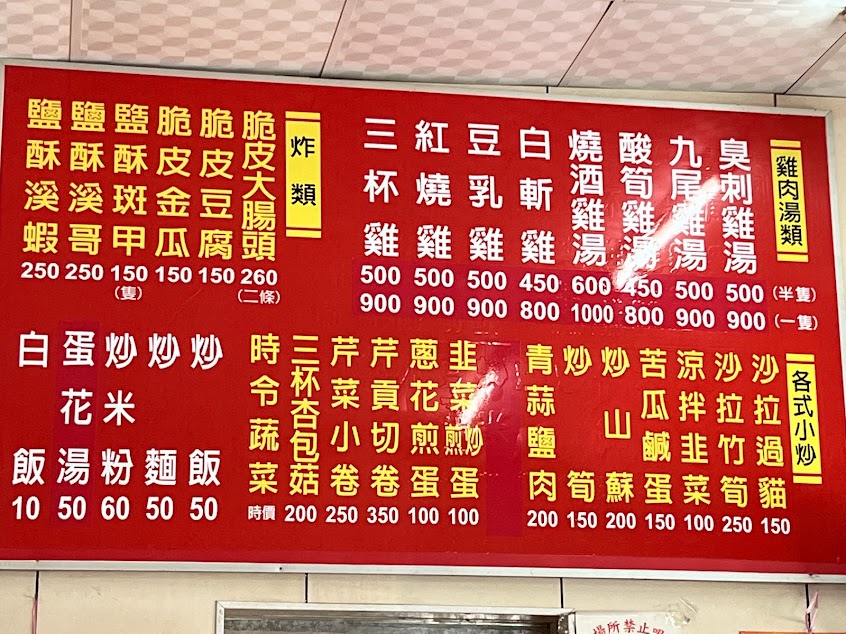 雞肉湯類
(半隻)
(一隻)
臭刺雞湯 500 900
九尾雞湯 500 900
酸筍雞湯 450 800
燒酒雞湯 600 1000
白斬雞 450 800
豆乳雞 500 900
紅燒雞 500 900
三杯雞 500 900
炸類
脆皮大腸頭 260 (二條)
脆皮豆腐 150
脆皮金瓜 150
鹽酥斑甲 150 (隻)
鹽酥溪哥 250
鹽酥溪蝦 250
各式小炒
沙拉過貓 150
沙拉竹筍 250
涼拌韭菜 100
苦瓜鹹蛋 150
炒山蘇 200
炒筍 150
青蒜鹽肉 200
韭菜煎炒蛋 100
蔥花煎蛋 100
芹貢切卷 350
芹菜小卷 250
三杯杏包菇 200
時令蔬菜 時價
炒飯 50
炒麵 50
炒米粉 60
蛋花湯 50
白飯 10
場所禁止